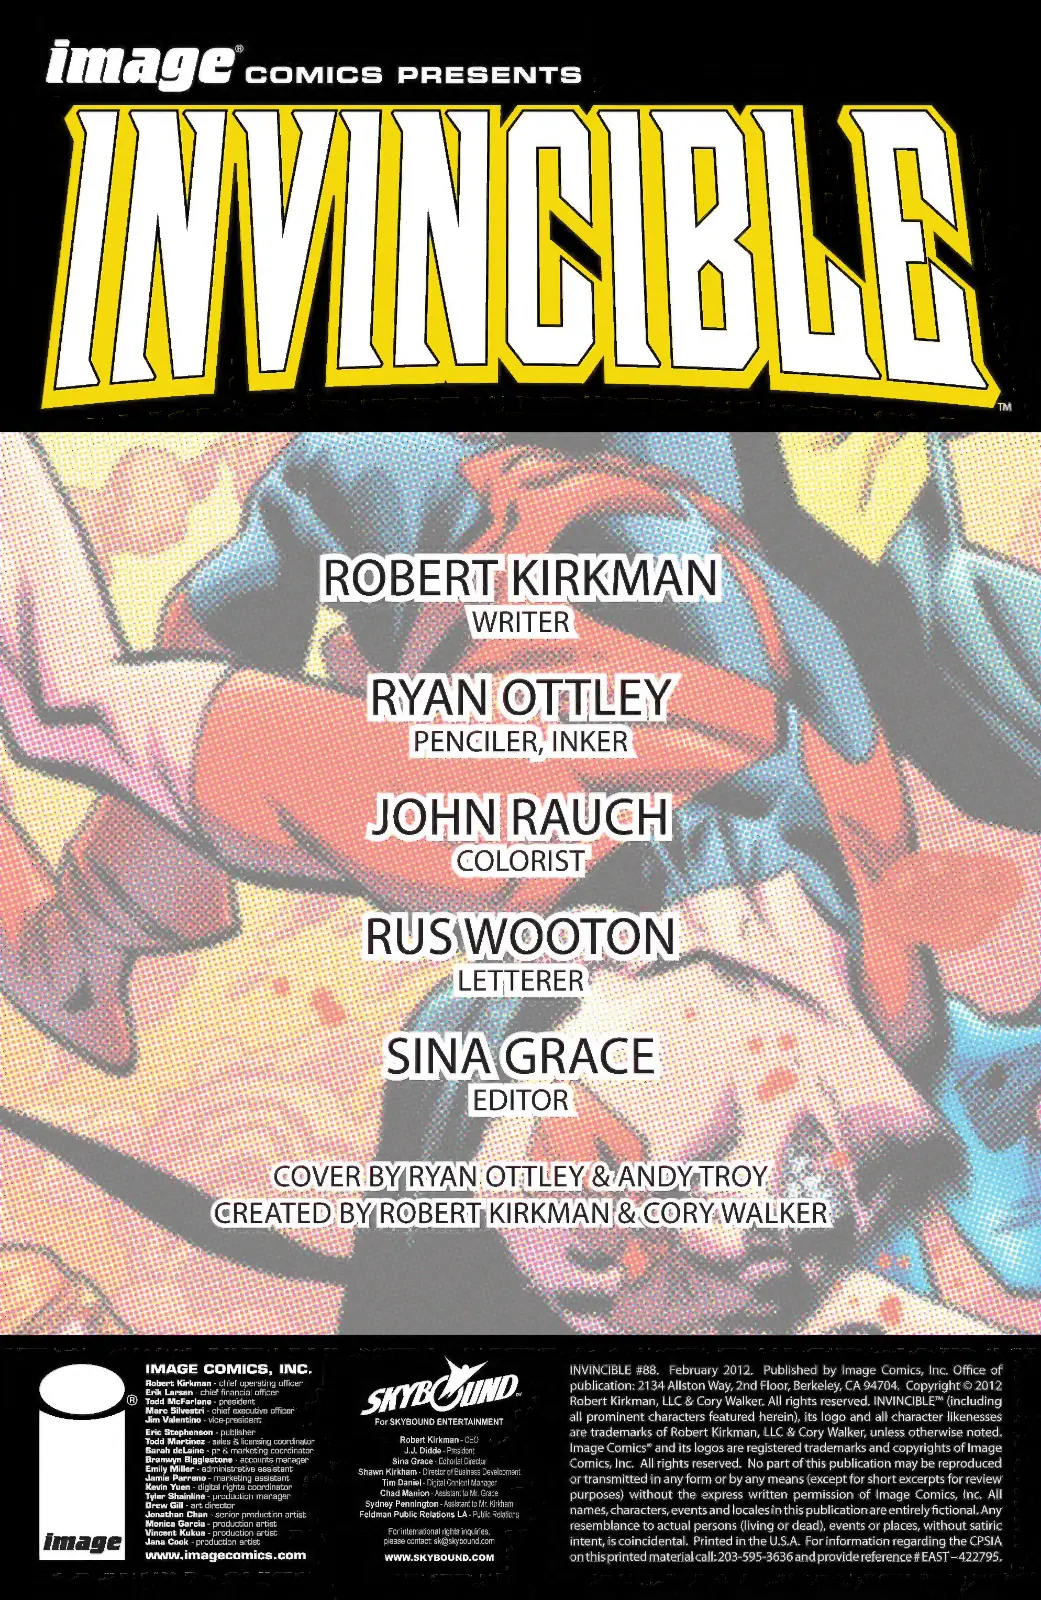 image® COMICS PRESENTS
INVINCIBLE
TM
ROBERT KIRKMAN
WRITER
RYAN OTTLEY
PENCILER, INKER
JOHN RAUCH
COLORIST
RUS WOOTON
LETTERER
SINA GRACE
EDITOR
COVER BY RYAN OTTLEY & ANDY TROY
CREATED BY ROBERT KIRKMAN & CORY WALKER
®
image
IMAGE COMICS, INC.
Robert Kirkman - chief operating officer
Erik Larsen - chief financial officer
Todd McFarlane - president
Marc Silvestri - chief executive officer
Jim Valentino - vice-president
Eric Stephenson - publisher
Todd Martinez - sales & licensing coordinator
Sarah deLaine - pr & marketing coordinator
Branwyn Bigglestone - accounts manager
Emily Miller - administrative assistant
Jamie Parreno - marketing assistant
Kevin Yuen - digital rights coordinator
Tyler Shainline - production manager
Drew Gill - art director
Jonathan Chan - senior production artist
Monica Garcia - production artist
Vincent Kukua - production artist
Jana Cook - production artist
www.imagecomics.com
SKYBOUND
For SKYBOUND ENTERTAINMENT
Robert Kirkman - CEO
J.J. Didde - President
Sina Grace - Editorial Director
Shawn Kirkham - Director of Business Development
Tim Daniel - Digital Content Manager
Chad Manion - Assistant to Mr. Grace
Sydney Pennington - Assistant to Mr. Kirkham
Feldman Public Relations LA - Public Relations
For international rights inquiries,
please contact: sk@skybound.com
WWW.SKYBOUND.COM
INVINCIBLE #88. February 2012. Published by Image Comics, Inc. Office of
publication: 2134 Allston Way, 2nd Floor, Berkeley, CA 94704. Copyright © 2012
Robert Kirkman, LLC & Cory Walker. All rights reserved. INVINCIBLE™ (including
all prominent characters featured herein), its logo and all character likenesses
are trademarks of Robert Kirkman, LLC & Cory Walker, unless otherwise noted.
Image Comics® and its logos are registered trademarks and copyrights of Image
Comics, Inc. All rights reserved. No part of this publication may be reproduced
or transmitted in any form or by any means (except for short excerpts for review
purposes) without the express written permission of Image Comics, Inc. All
names, characters, events and locales in this publication are entirely fictional. Any
resemblance to actual persons (living or dead), events or places, without satiric
intent, is coincidental. Printed in the U.S.A. For information regarding the CPSIA
on this printed material call: 203-595-3636 and provide reference # EAST – 422795.